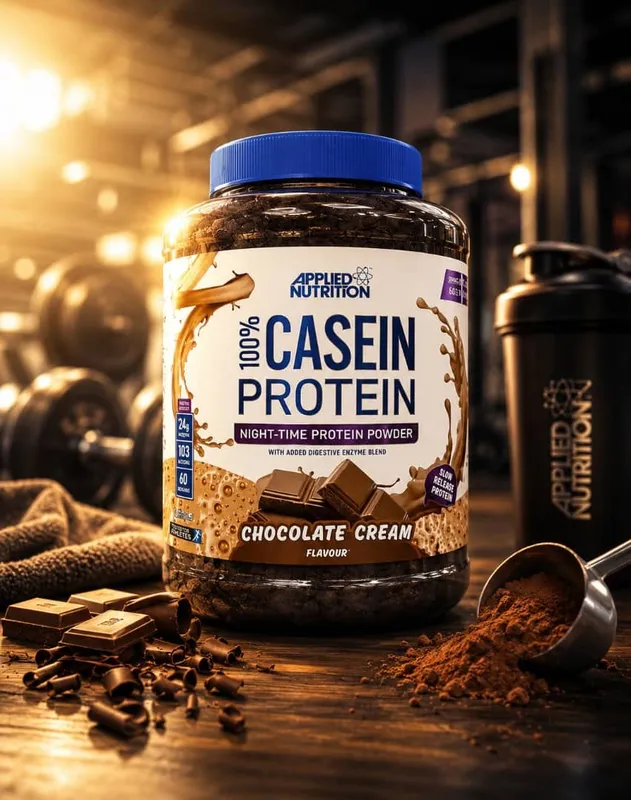 APPLIED
NUTRITION
100%
CASEIN
PROTEIN
NIGHT-TIME PROTEIN POWDER
WITH ADDED DIGESTIVE ENZYME BLEND
24g
103
60
SLOW
RELEASE
PROTEIN
CHOCOLATE CREAM
FLAVOUR
APPLIED
NUTRITION